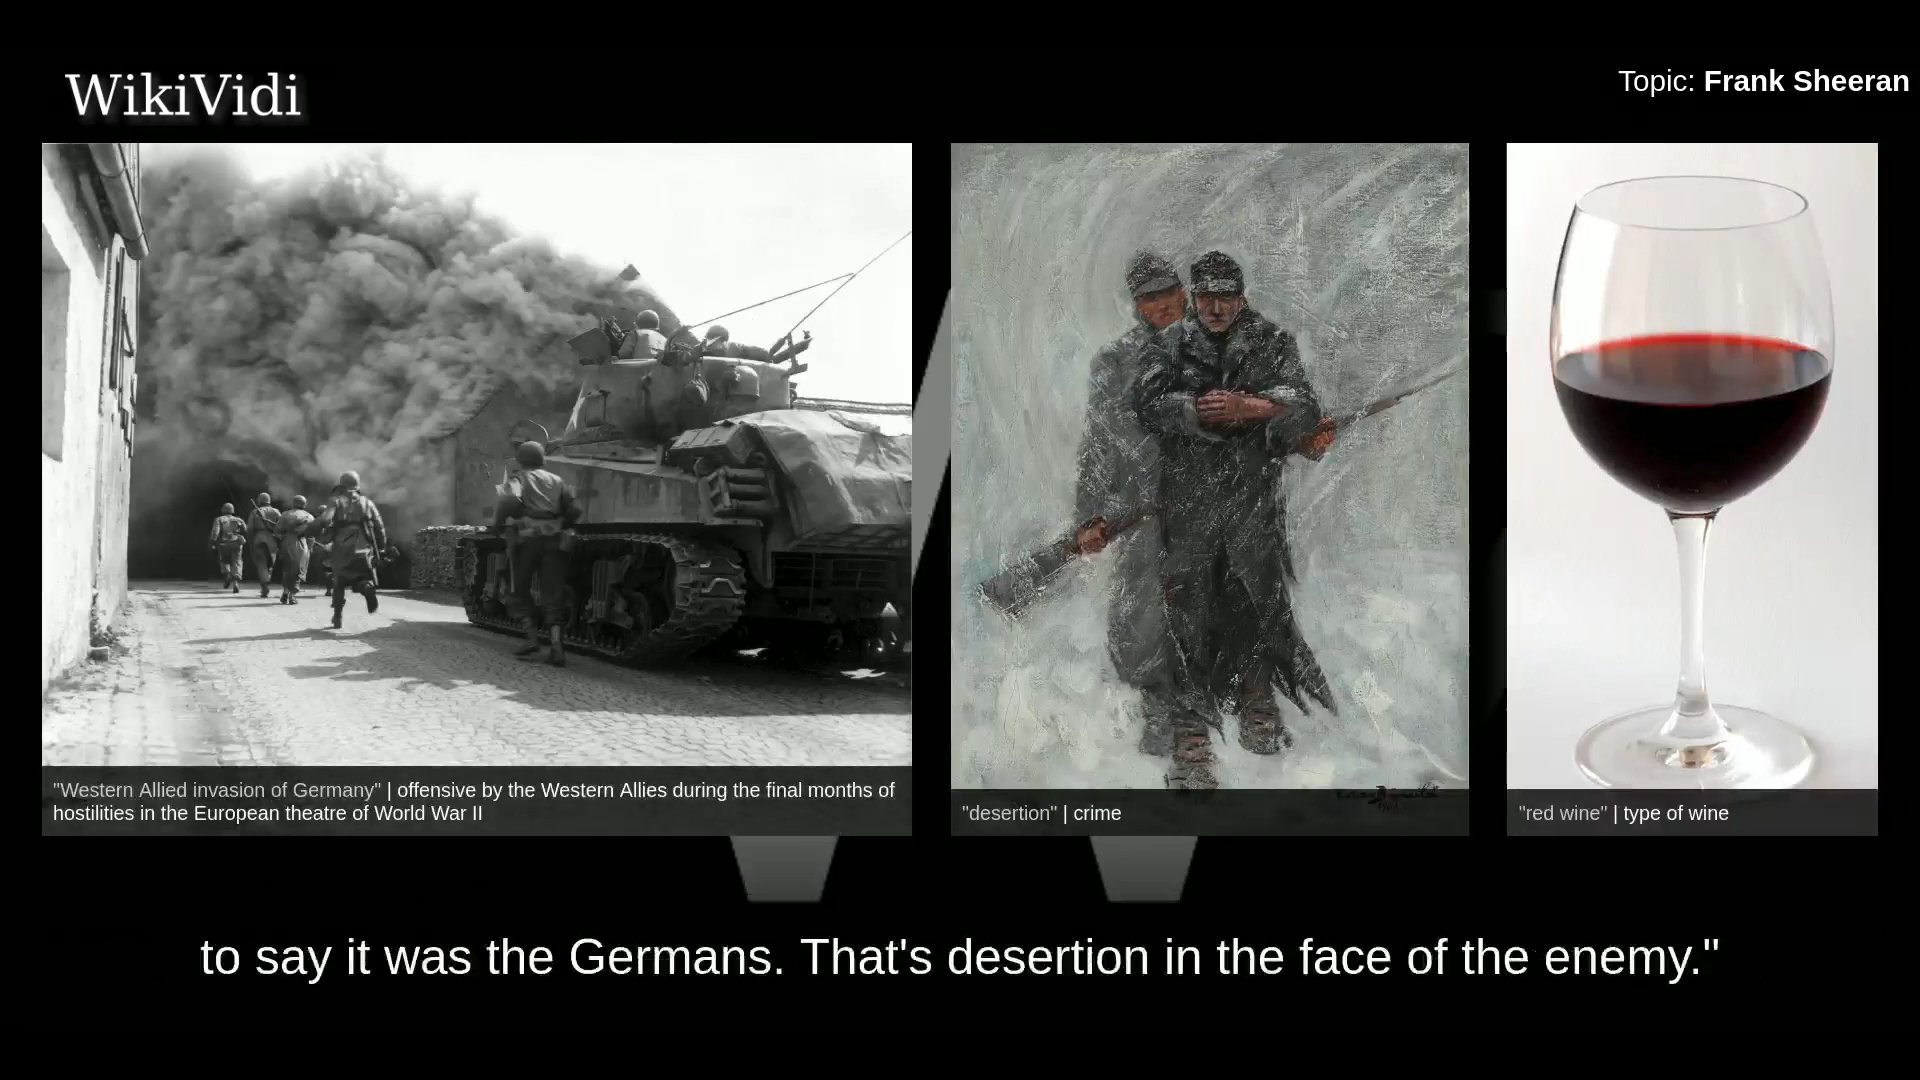 WikiVidi
Topic: Frank Sheeran
"Western Allied invasion of Germany" | offensive by the Western Allies during the final months of
hostilities in the European theatre of World War II
"desertion" | crime
"red wine" | type of wine
to say it was the Germans. That's desertion in the face of the enemy."